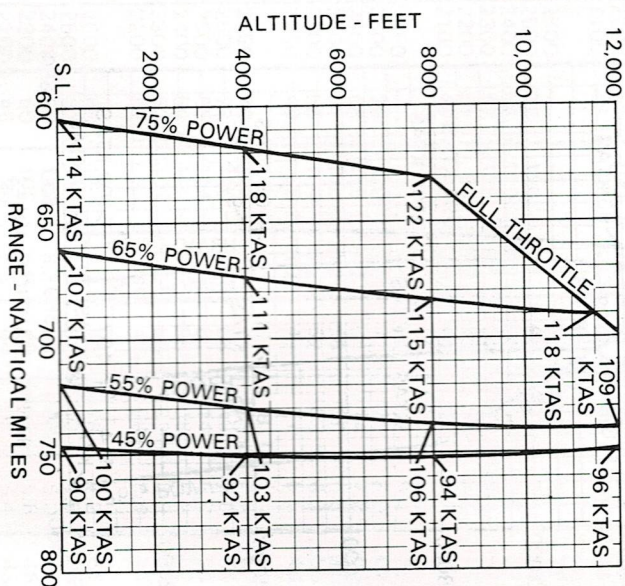 ALTITUDE - FEET
S.L.
2000
4000
6000
8000
10,000
12,000
600
650
700
750
800
RANGE - NAUTICAL MILES
75% POWER
FULL THROTTLE
114 KTAS
118 KTAS
122 KTAS
65% POWER
107 KTAS
111 KTAS
115 KTAS
118 KTAS
55% POWER
100 KTAS
103 KTAS
106 KTAS
109
KTAS
45% POWER
90 KTAS
92 KTAS
94 KTAS
96 KTAS